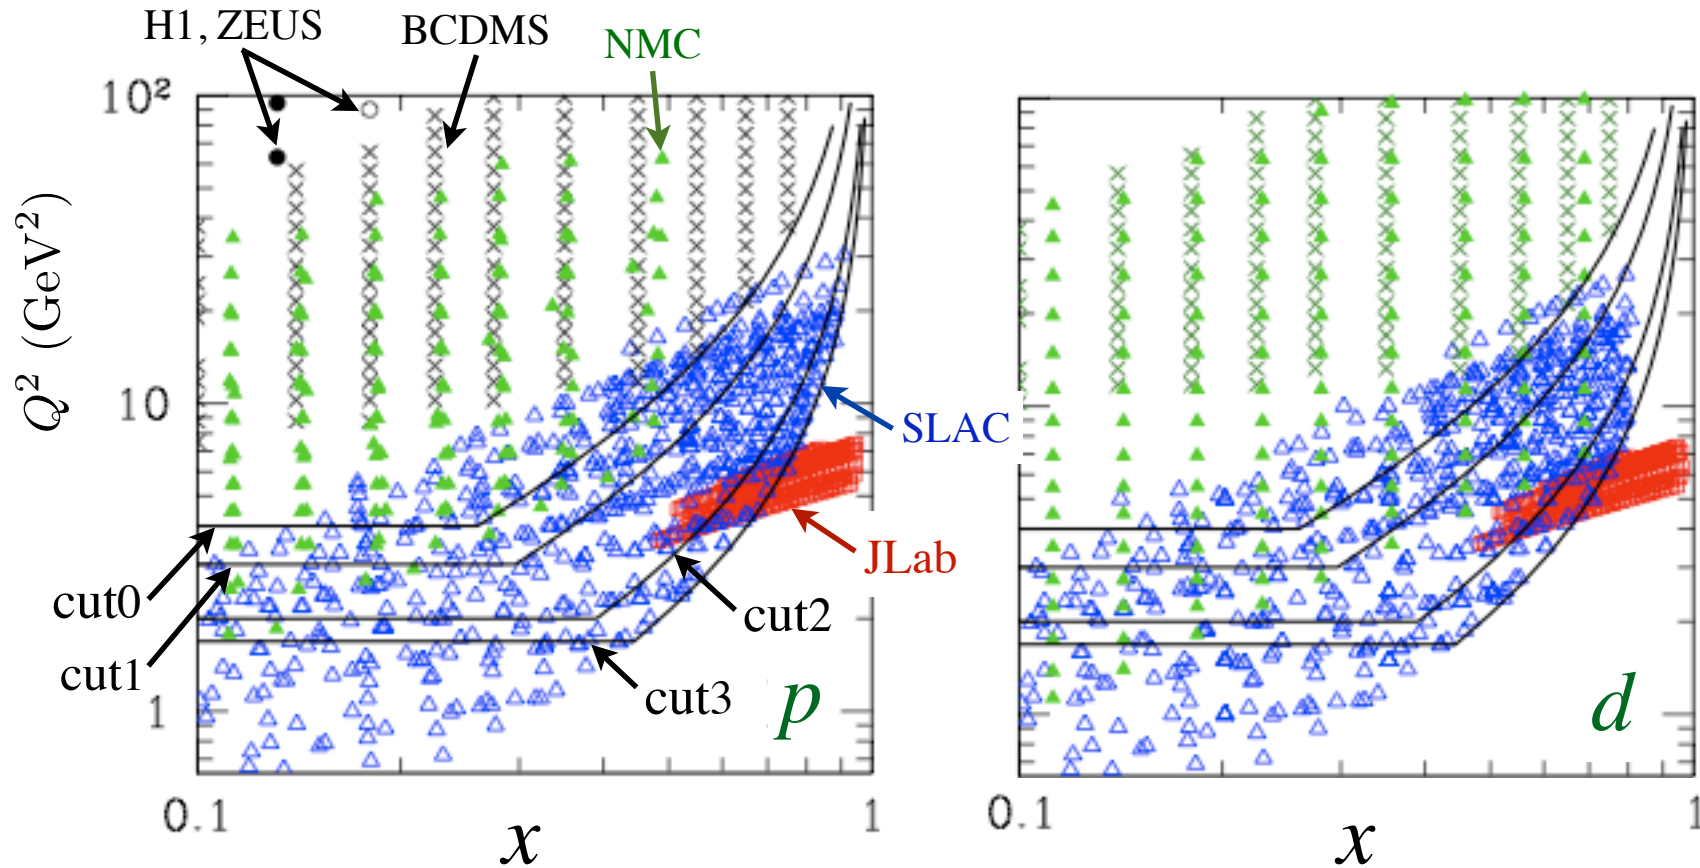 H1, ZEUS
BCDMS
NMC
10²
10
1
Q² (GeV²)
SLAC
JLab
cut0
cut1
cut2
cut3
p
d
0.1
1
0.1
1
x
x